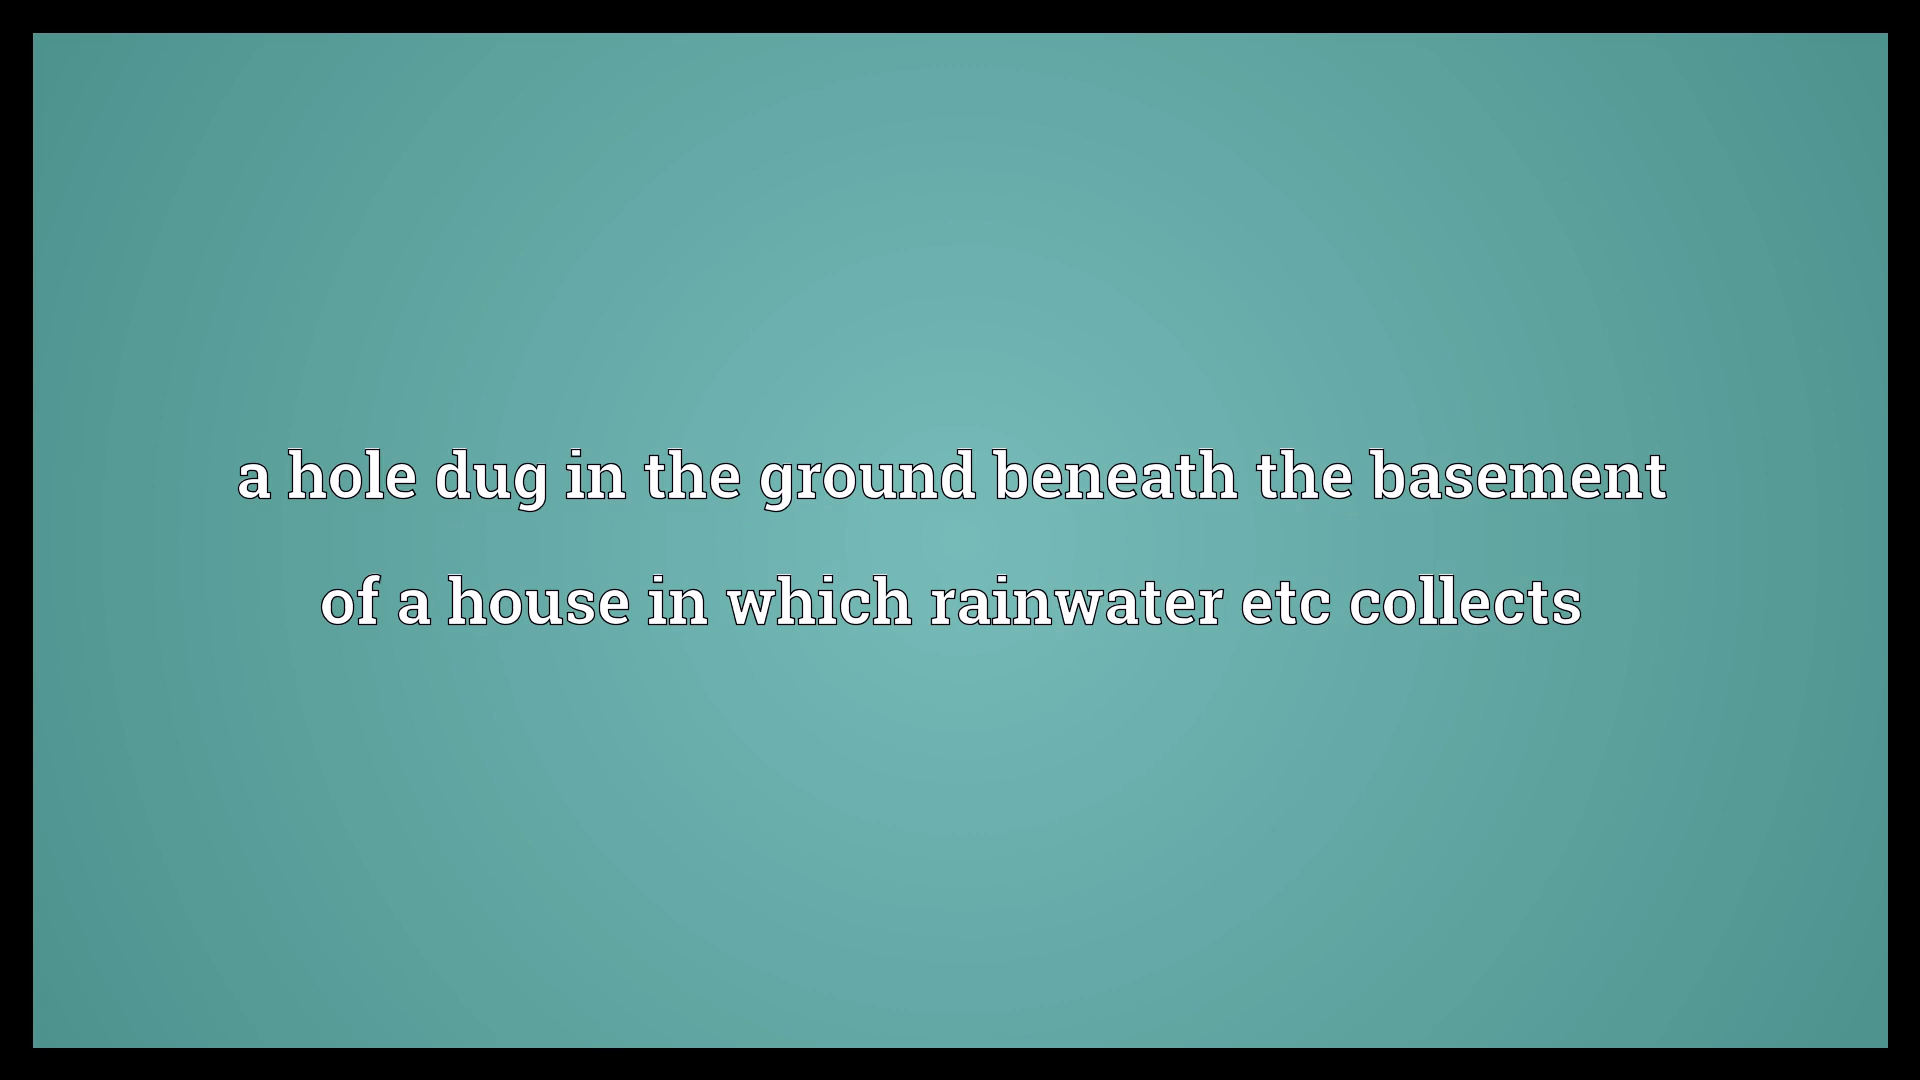 a hole dug in the ground beneath the basement
of a house in which rainwater etc collects